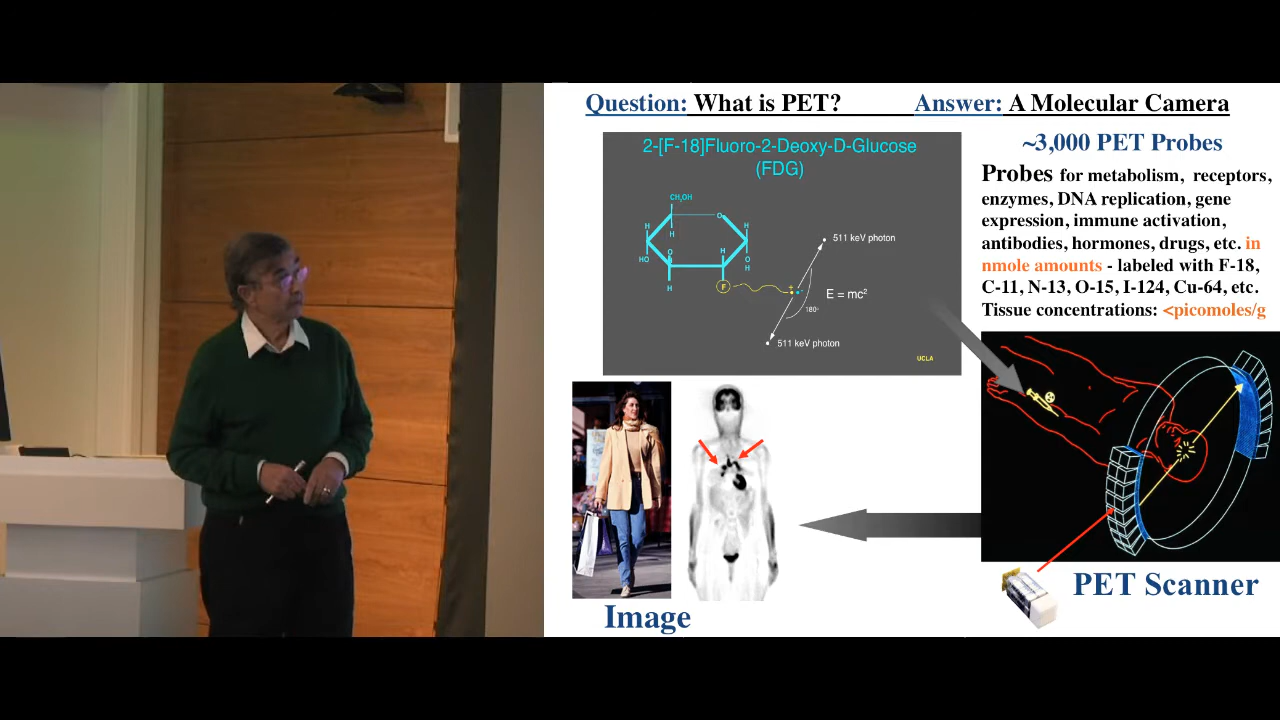 Question: What is PET? Answer: A Molecular Camera
2-[F-18]Fluoro-2-Deoxy-D-Glucose
(FDG)
CH2OH
O
H
H
H
HO
O
H
H
H
O
H
F
+
-
511 keV photon
E = mc²
180°
511 keV photon
UCLA
~3,000 PET Probes
Probes for metabolism, receptors,
enzymes, DNA replication, gene
expression, immune activation,
antibodies, hormones, drugs, etc. in
nmole amounts - labeled with F-18,
C-11, N-13, O-15, I-124, Cu-64, etc.
Tissue concentrations: <picomoles/g
PET Scanner
Image